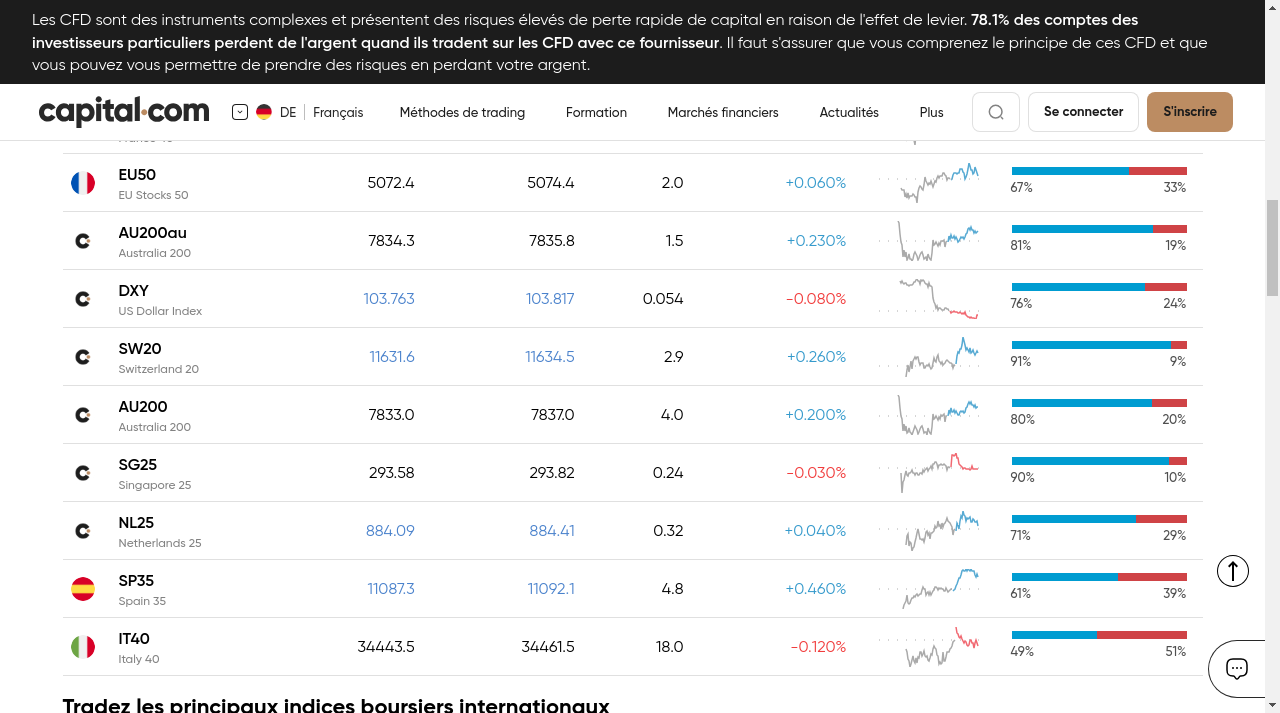 Les CFD sont des instruments complexes et présentent des risques élevés de perte rapide de capital en raison de l'effet de levier. 78.1% des comptes des
investisseurs particuliers perdent de l'argent quand ils tradent sur les CFD avec ce fournisseur. Il faut s'assurer que vous comprenez le principe de ces CFD et que
vous pouvez vous permettre de prendre des risques en perdant votre argent.
capital.com DE Français Méthodes de trading Formation Marchés financiers Actualités Plus Se connecter S'inscrire
EU50 5072.4 5074.4 2.0 +0.060% 67% 33%
EU Stocks 50
AU200au 7834.3 7835.8 1.5 +0.230% 81% 19%
Australia 200
DXY 103.763 103.817 0.054 -0.080% 76% 24%
US Dollar Index
SW20 11631.6 11634.5 2.9 +0.260% 91% 9%
Switzerland 20
AU200 7833.0 7837.0 4.0 +0.200% 80% 20%
Australia 200
SG25 293.58 293.82 0.24 -0.030% 90% 10%
Singapore 25
NL25 884.09 884.41 0.32 +0.040% 71% 29%
Netherlands 25
SP35 11087.3 11092.1 4.8 +0.460% 61% 39%
Spain 35
IT40 34443.5 34461.5 18.0 -0.120% 49% 51%
Italy 40
Tradez les principaux indices boursiers internationaux